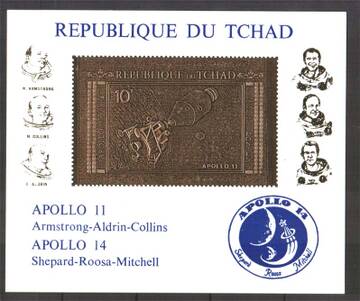 REPUBLIQUE DU TCHAD
REPUBLIQUE DU TCHAD
10
APOLLO 11
N. ARMSTRONG
M. COLLINS
E. ALDRIN
APOLLO 11
Armstrong-Aldrin-Collins
APOLLO 14
Shepard-Roosa-Mitchell
APOLLO 14
Shepard
Roosa
Mitchell